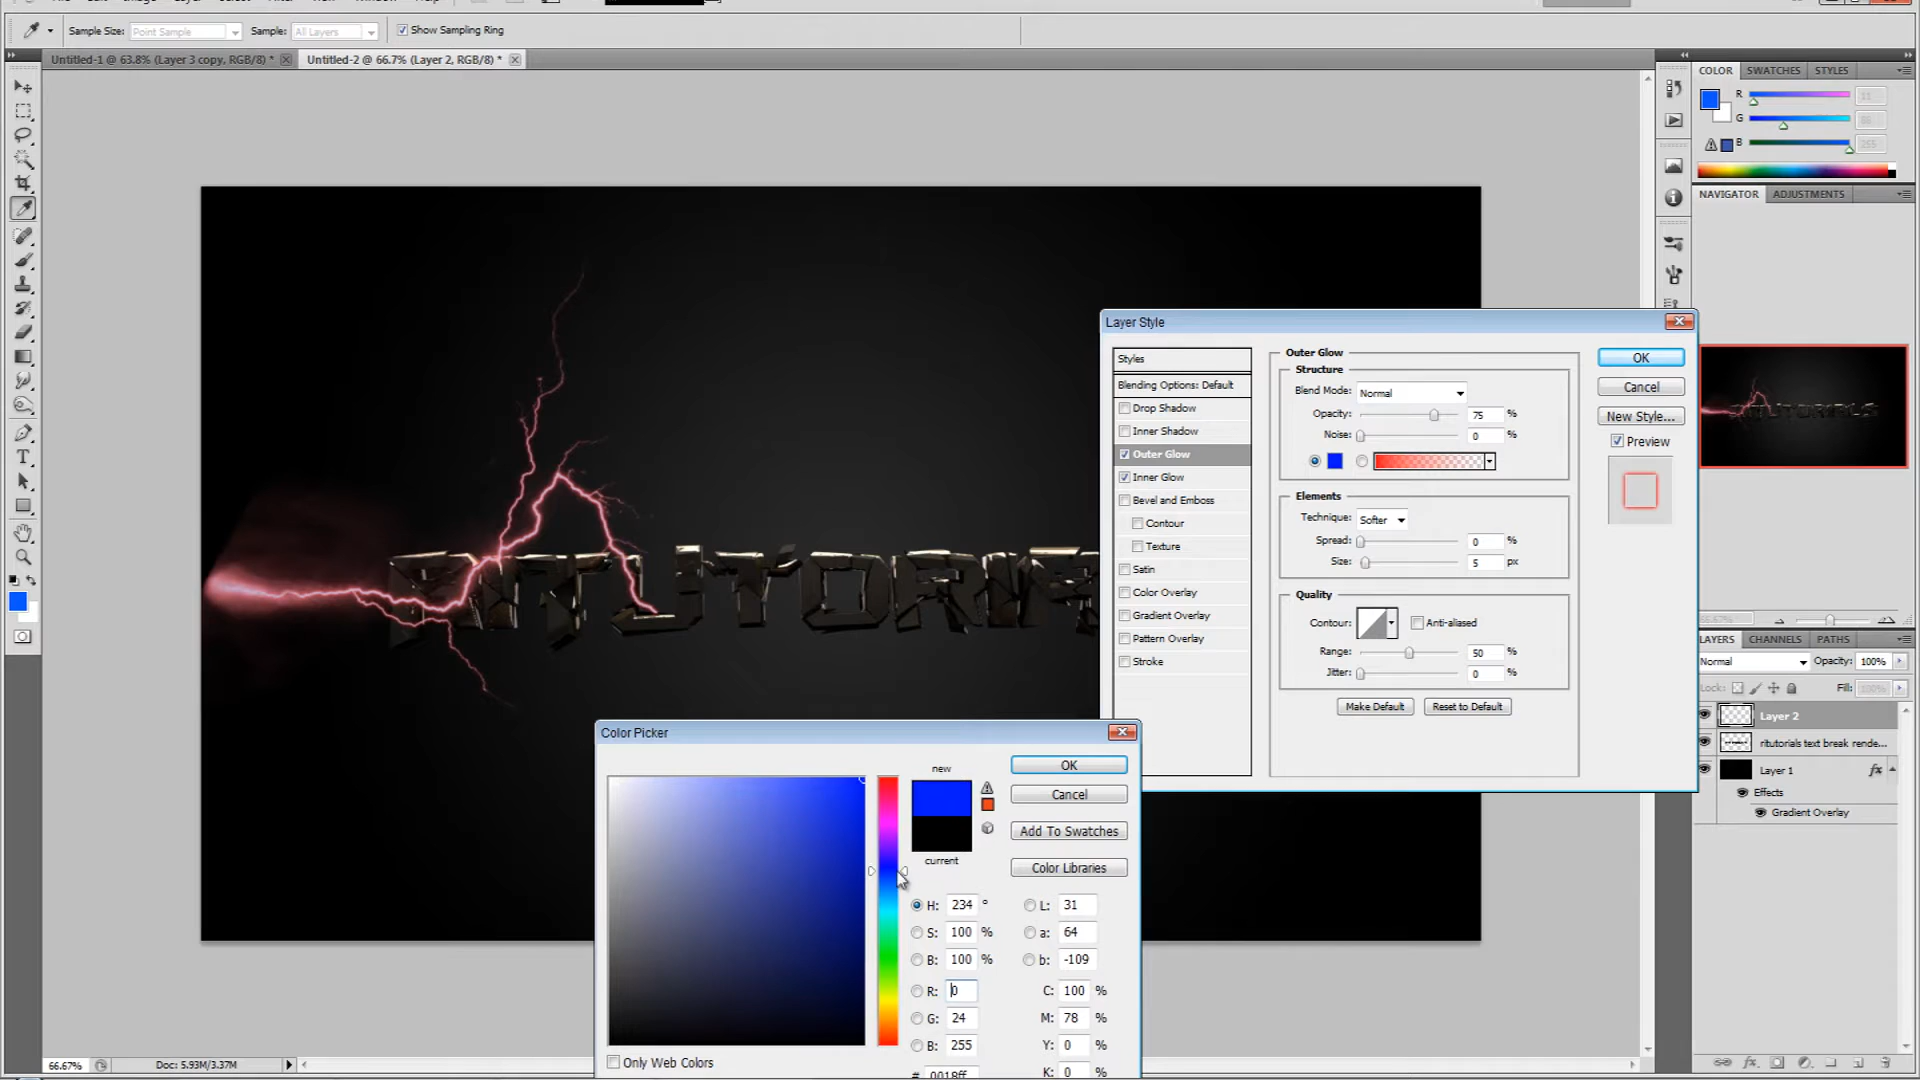 Sample Size: Point Sample Sample: All Layers Show Sampling Ring
Untitled-1 @ 63.8% (Layer 3 copy, RGB/8) * Untitled-2 @ 66.7% (Layer 2, RGB/8) *
COLOR SWATCHES STYLES
R 11
G
B 255
NAVIGATOR ADJUSTMENTS
RITUTORIA
Layer Style
Styles
Blending Options: Default
Drop Shadow
Inner Shadow
Outer Glow
Inner Glow
Bevel and Emboss
Contour
Texture
Satin
Color Overlay
Gradient Overlay
Pattern Overlay
Stroke
Outer Glow
Structure
Blend Mode: Normal
Opacity: 75 %
Noise: 0 %
Elements
Technique: Softer
Spread: 0 %
Size: 5 px
Quality
Contour: Anti-aliased
Range: 50 %
Jitter: 0 %
Make Default Reset to Default
OK
Cancel
New Style...
Preview
66.67%
LAYERS CHANNELS PATHS
Normal Opacity: 100%
Lock: Fill: 100%
Layer 2
ritutorials text break rende...
Layer 1 fx
Effects
Gradient Overlay
Color Picker
new
current
OK
Cancel
Add To Swatches
Color Libraries
H: 234 °
S: 100 %
B: 100 %
R: 0
G: 24
B: 255
# 0018ff
L: 31
a: 64
b: -109
C: 100 %
M: 78 %
Y: 0 %
K: 0 %
Only Web Colors
66.67% Doc: 5.93M/3.37M